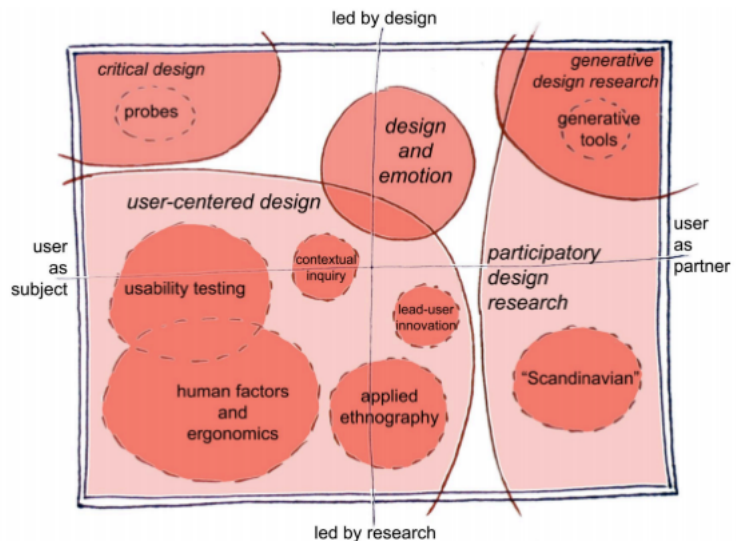 led by design
critical design
probes
generative
design research
generative
tools
design
and
emotion
user-centered design
user
as
subject
user
as
partner
contextual
inquiry
participatory
design
research
usability testing
lead-user
innovation
human factors
and
ergonomics
applied
ethnography
“Scandinavian”
led by research